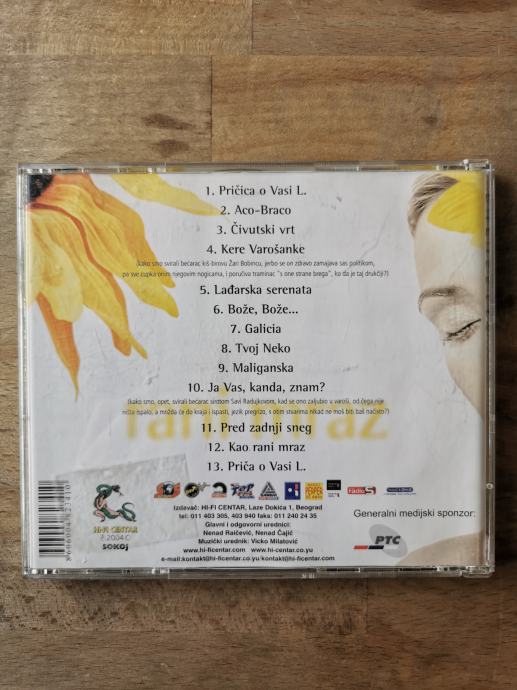 1. Pričica o Vasi L.
2. Aco-Braco
3. Čivutski vrt
4. Kere Varošanke
(kako smo svirali bećarac kiš-birovu Žari Bobincu, jerbo se on zdravo zamajava sas politikom,
pa sve cupka onim njegovim nogicama, i poručiva traminac "s one strane brega", ko da je taj drukčiji?)
5. Lađarska serenata
6. Bože, Bože...
7. Galicia
8. Tvoj Neko
9. Maliganska
10. Ja Vas, kanda, znam?
(kako smo, opet, svirali bećarac sirotom Savi Radujkovom, kad se ono zaljubio u varoši, od čega nije
ništa ispalo, a mržda će do kraja i ispasti, jezik pregrizo, s otim stvarima nikad ne moš bit baš načisto?)
rani mraz
11. Pred zadnji sneg
12. Kao rani mraz
13. Priča o Vasi L.
HI-FI CENTAR
℗ 2004 ©
SOKOJ
Izdavač: HI-FI CENTAR, Laze Dokića 1, Beograd
tel: 011 403 305, 403 940 faks: 011 240 24 35
Glavni i odgovorni urednici:
Nenad Raičević, Nenad Čajić
Muzički urednik: Vicko Milatović
www.hi-ficentar.com www.hi-centar.co.yu
e-mail:kontakt@hi-ficentar.co.yu/kontakt@hi-ficentar.com
radio S
Generalni medijski sponzor:
PTC